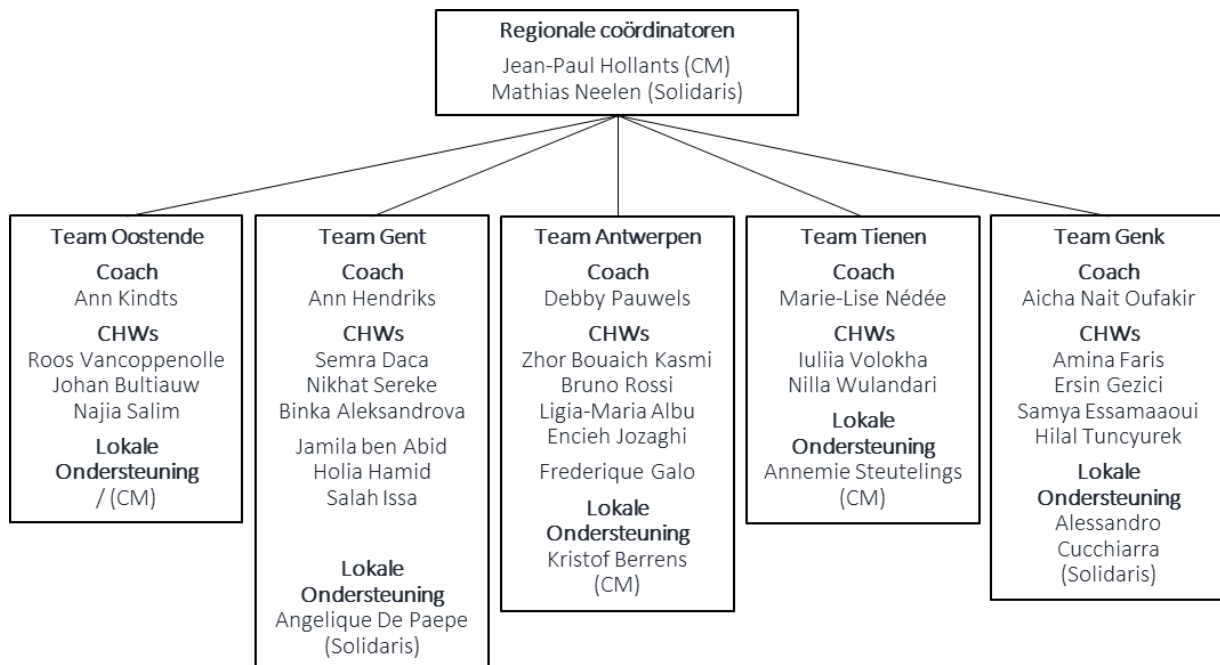 Regionale coördinatoren
Jean-Paul Hollants (CM)
Mathias Neelen (Solidaris)
Team Oostende
Coach
Ann Kindts
CHWs
Roos Vancoppenolle
Johan Bultiauw
Najia Salim
Lokale
Ondersteuning
/ (CM)
Team Gent
Coach
Ann Hendriks
CHWs
Semra Daca
Nikhat Sereke
Binka Aleksandrova
Jamila ben Abid
Holia Hamid
Salah Issa
Lokale
Ondersteuning
Angelique De Paepe
(Solidaris)
Team Antwerpen
Coach
Debby Pauwels
CHWs
Zhor Bouaich Kasmi
Bruno Rossi
Ligia-Maria Albu
Encieh Jozaghi
Frederique Galo
Lokale
Ondersteuning
Kristof Berrens
(CM)
Team Tienen
Coach
Marie-Lise Nédée
CHWs
Iuliia Volokha
Nilla Wulandari
Lokale
Ondersteuning
Annemie Steutelings
(CM)
Team Genk
Coach
Aicha Nait Oufakir
CHWs
Amina Faris
Ersin Gezici
Samya Essamaaoui
Hilal Tuncyurek
Lokale
Ondersteuning
Alessandro
Cucchiarra
(Solidaris)